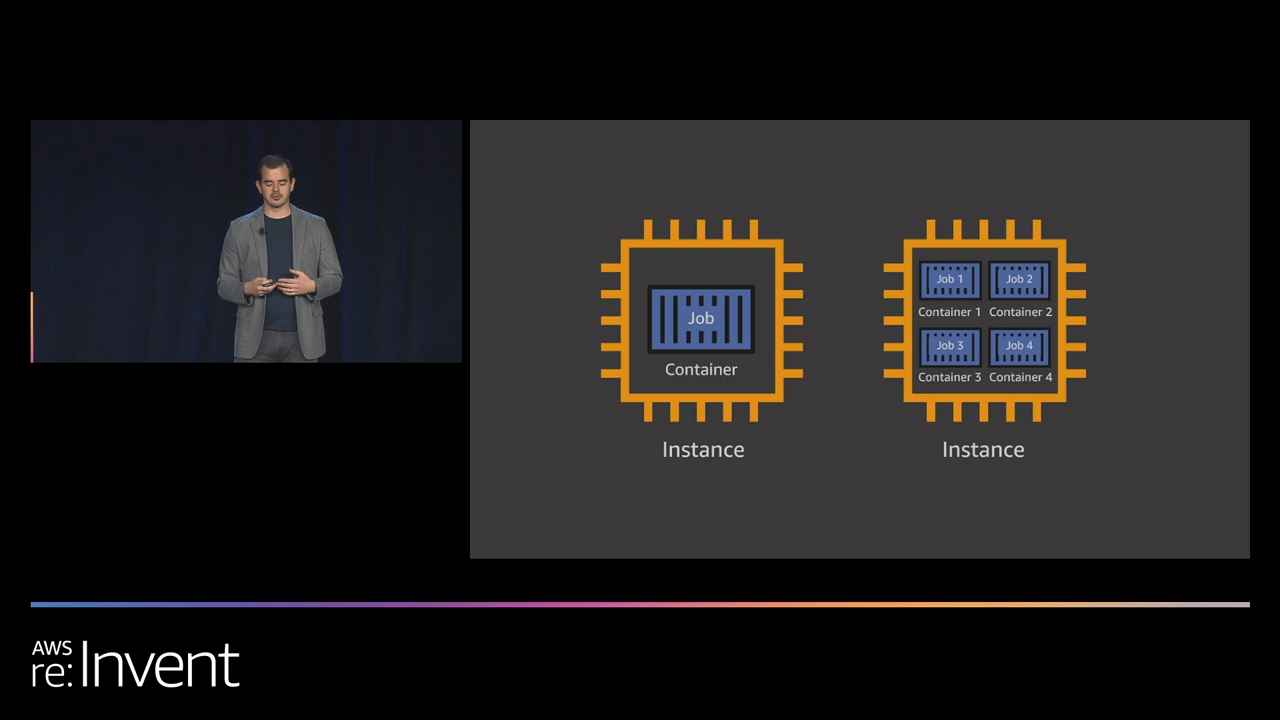 Job
Container
Instance
Job 1 Job 2
Container 1 Container 2
Job 3 Job 4
Container 3 Container 4
Instance
AWS
re:Invent